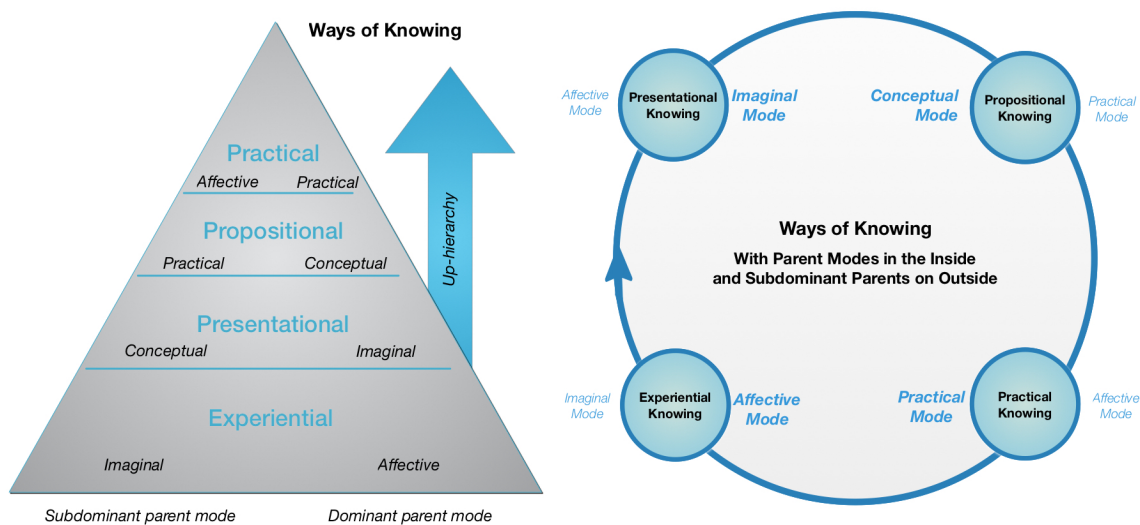 Ways of Knowing
Practical
Affective Practical
Propositional
Practical Conceptual
Presentational
Conceptual Imaginal
Experiential
Imaginal Affective
Subdominant parent mode Dominant parent mode
Up-hierarchy
Affective
Mode
Presentational
Knowing
Imaginal
Mode
Conceptual
Mode
Propositional
Knowing
Practical
Mode
Ways of Knowing
With Parent Modes in the Inside
and Subdominant Parents on Outside
Imaginal
Mode
Experiential
Knowing
Affective
Mode
Practical
Mode
Practical
Knowing
Affective
Mode